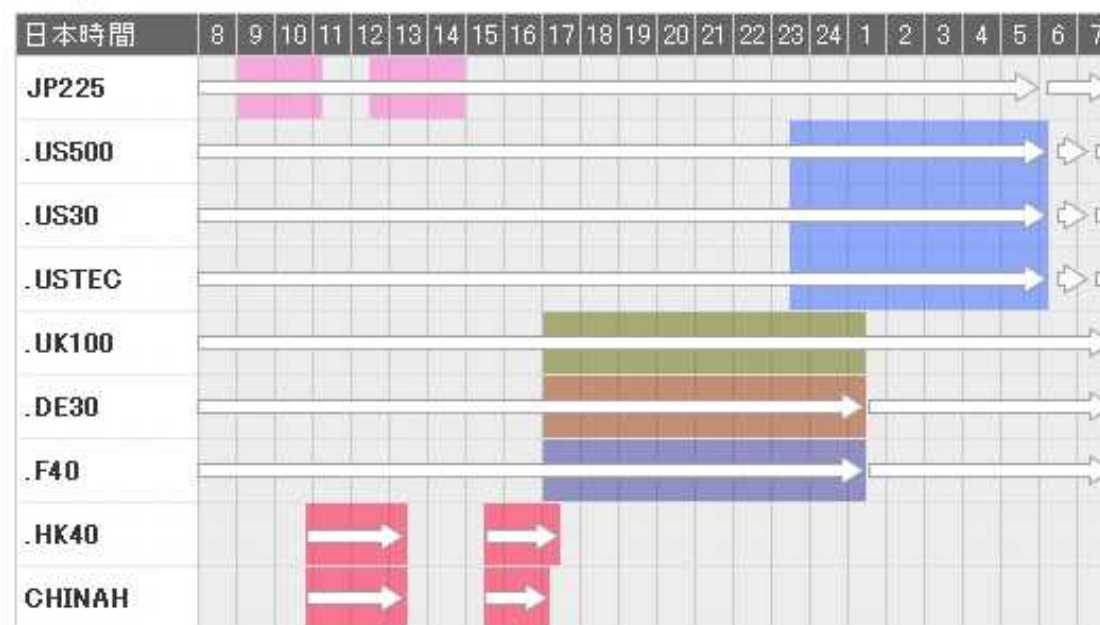 日本時間 8 9 10 11 12 13 14 15 16 17 18 19 20 21 22 23 24 1 2 3 4 5 6 7
JP225
.US500
.US30
.USTEC
.UK100
.DE30
.F40
.HK40
CHINAH